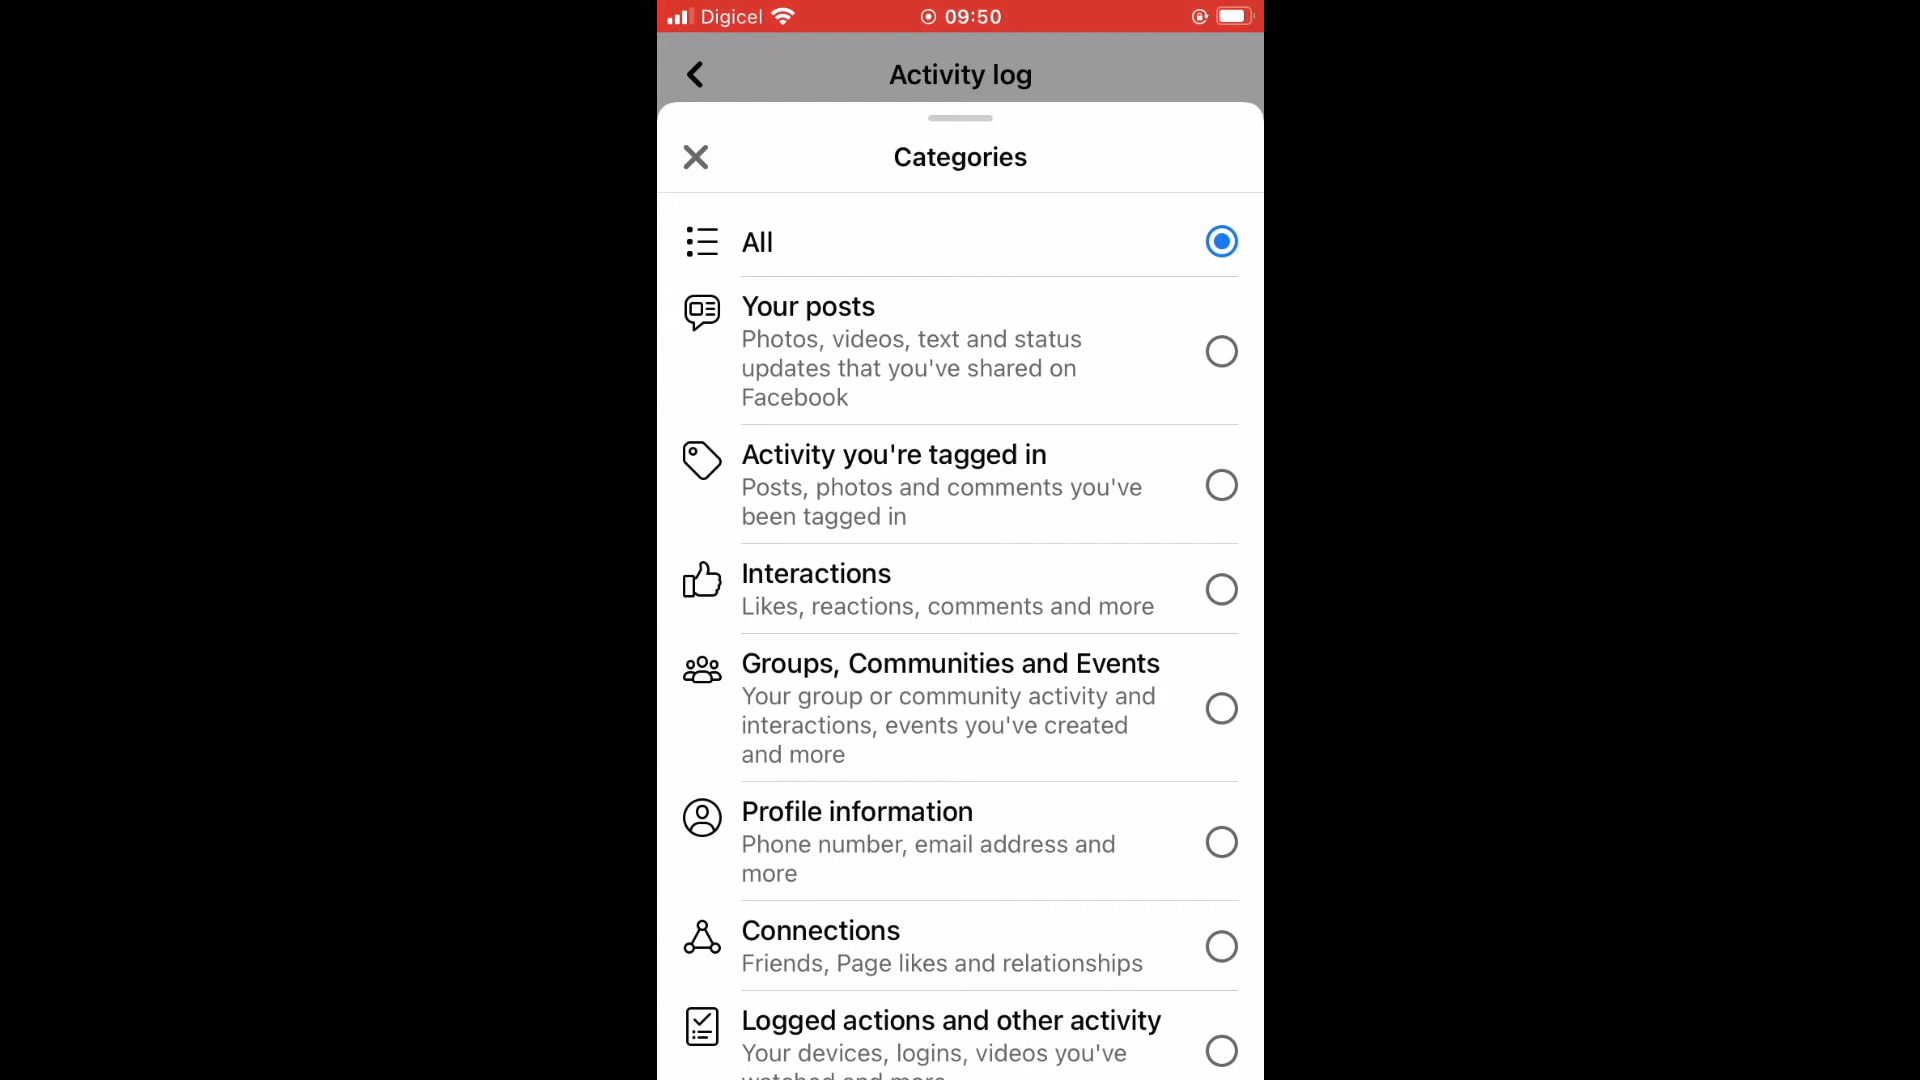 Digicel 09:50
Activity log
Categories
All
Your posts
Photos, videos, text and status
updates that you've shared on
Facebook
Activity you're tagged in
Posts, photos and comments you've
been tagged in
Interactions
Likes, reactions, comments and more
Groups, Communities and Events
Your group or community activity and
interactions, events you've created
and more
Profile information
Phone number, email address and
more
Connections
Friends, Page likes and relationships
Logged actions and other activity
Your devices, logins, videos you've
watched and more